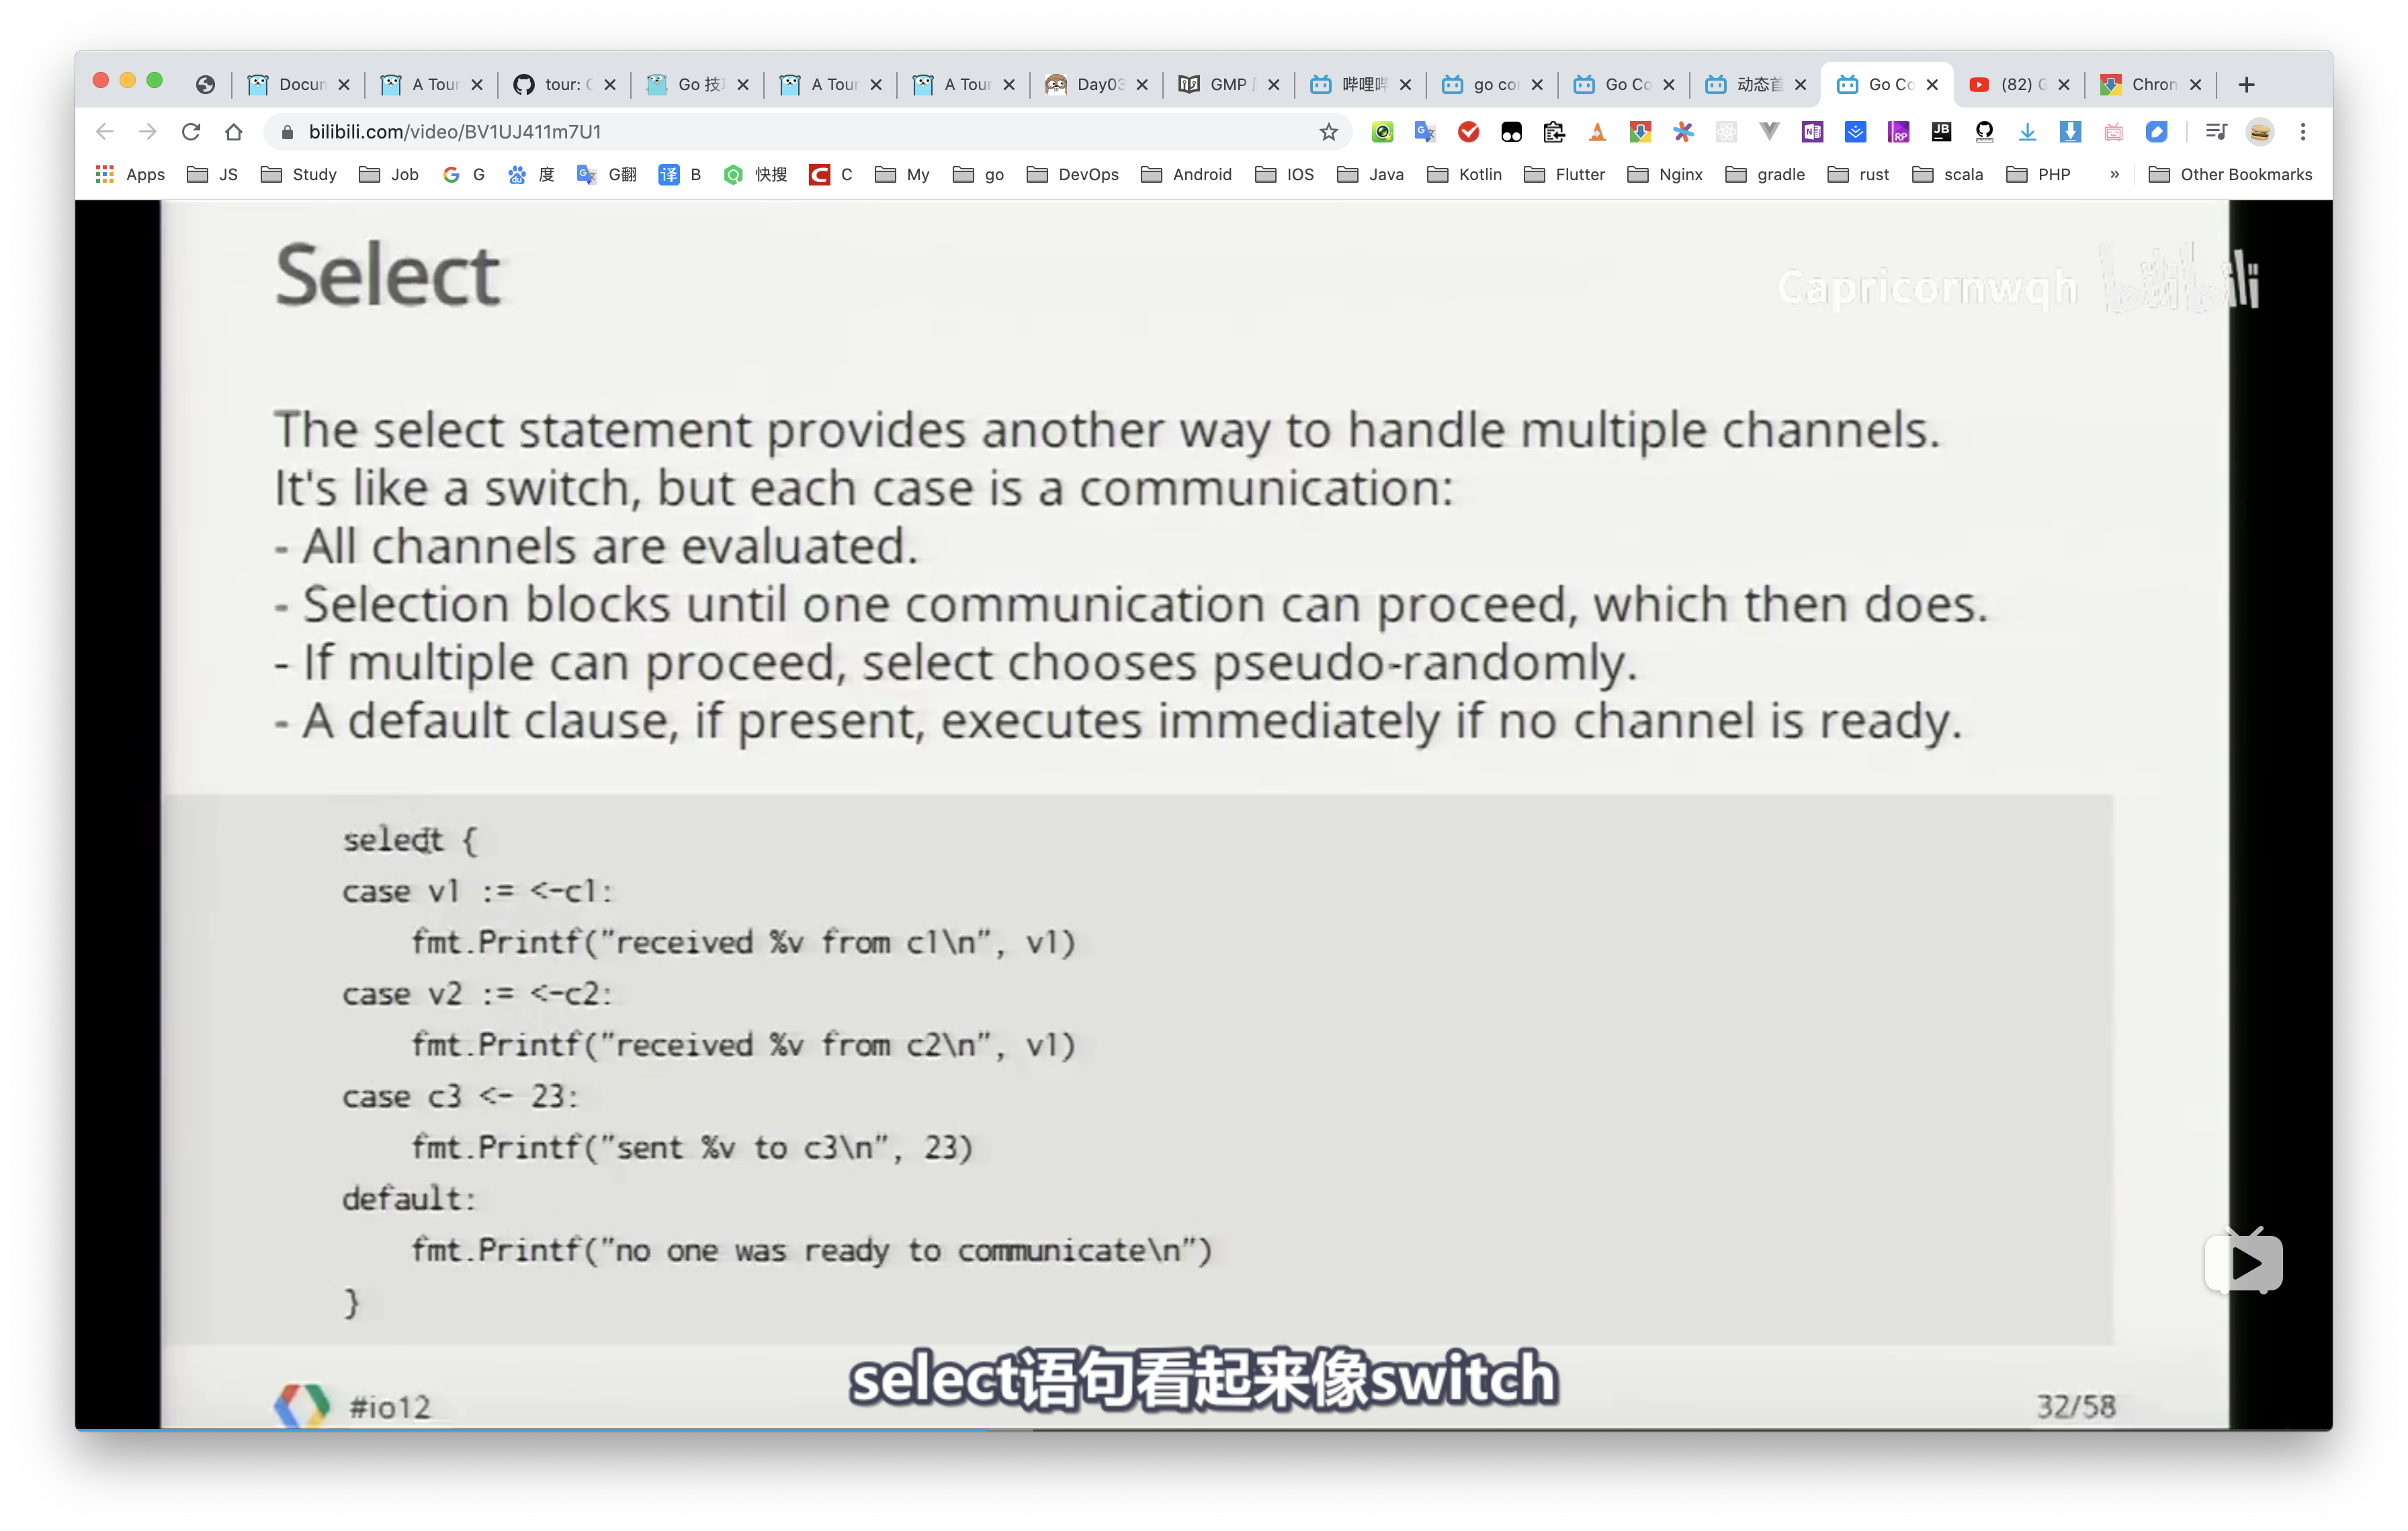 Docun
A Tour
tour: G
Go 技
A Tour
A Tour
Day03
GMP
哔哩哔
go con
Go Co
动态首
Go Co
(82) G
Chron
bilibili.com/video/BV1UJ411m7U1
Apps JS Study Job G 度 G翻 B 快搜 C My go DevOps Android IOS Java Kotlin Flutter Nginx gradle rust scala PHP » Other Bookmarks
Select
Capricornwqh bilibili
The select statement provides another way to handle multiple channels.
It's like a switch, but each case is a communication:
- All channels are evaluated.
- Selection blocks until one communication can proceed, which then does.
- If multiple can proceed, select chooses pseudo-randomly.
- A default clause, if present, executes immediately if no channel is ready.
select {
case v1 := <-c1:
fmt.Printf("received %v from c1\n", v1)
case v2 := <-c2:
fmt.Printf("received %v from c2\n", v1)
case c3 <- 23:
fmt.Printf("sent %v to c3\n", 23)
default:
fmt.Printf("no one was ready to communicate\n")
}
select语句看起来像switch
#io12
32/58